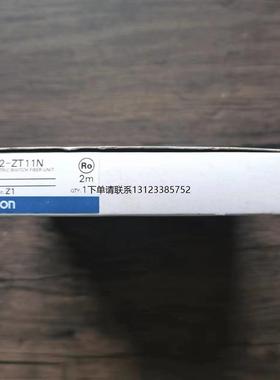 2-ZT11N
TRIC SWITCH FIBER UNIT
Ro
2m
Z1
QTY. 1下单请联系13123385752
on